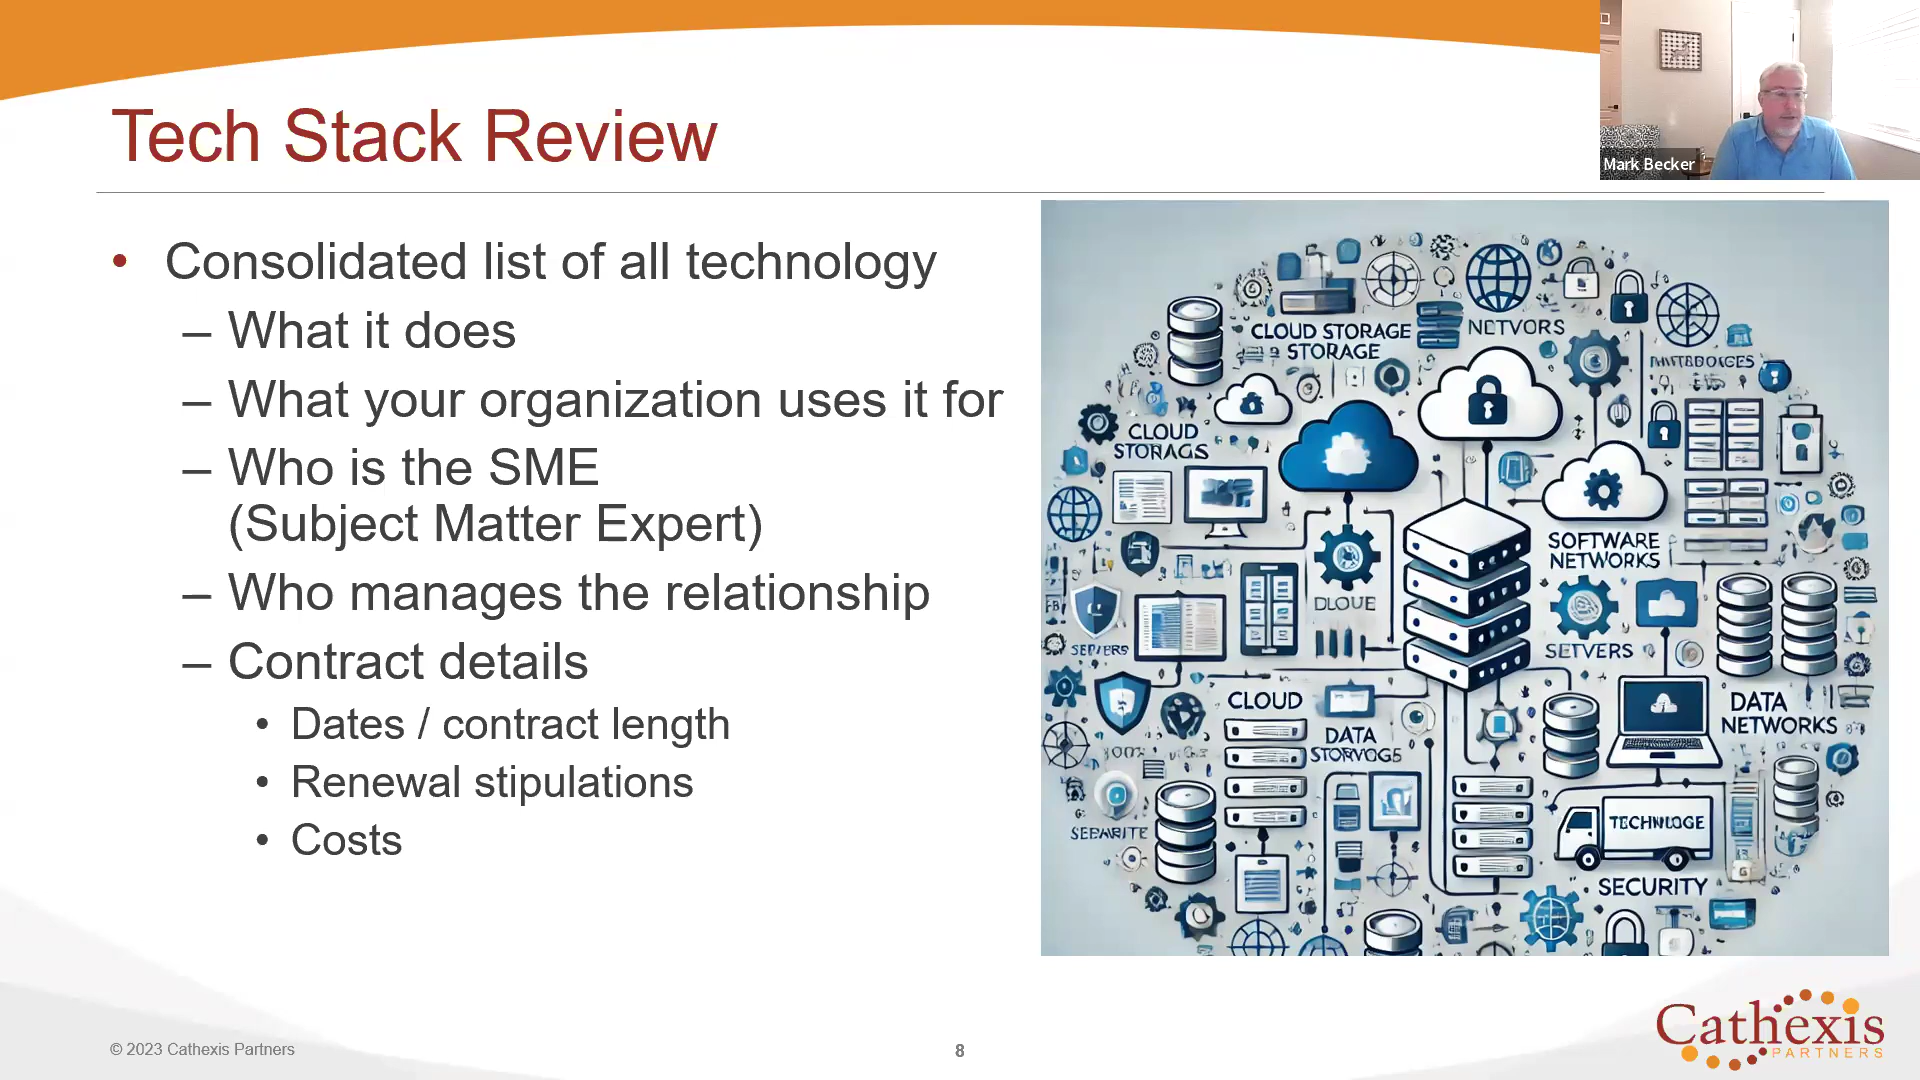 Tech Stack Review
Mark Becker
• Consolidated list of all technology
– What it does
– What your organization uses it for
– Who is the SME
(Subject Matter Expert)
– Who manages the relationship
– Contract details
• Dates / contract length
• Renewal stipulations
• Costs
CLOUD STORAGE
STORAGE
NETVORS
CLOUD
STORAGS
SOFTWARE
NETWORKS
DLOUE
SETVERS
CLOUD
DATA
STORVOGS
DATA
NETWORKS
TECHNLOGE
SECURITY
© 2023 Cathexis Partners
8
Cathexis
PARTNERS